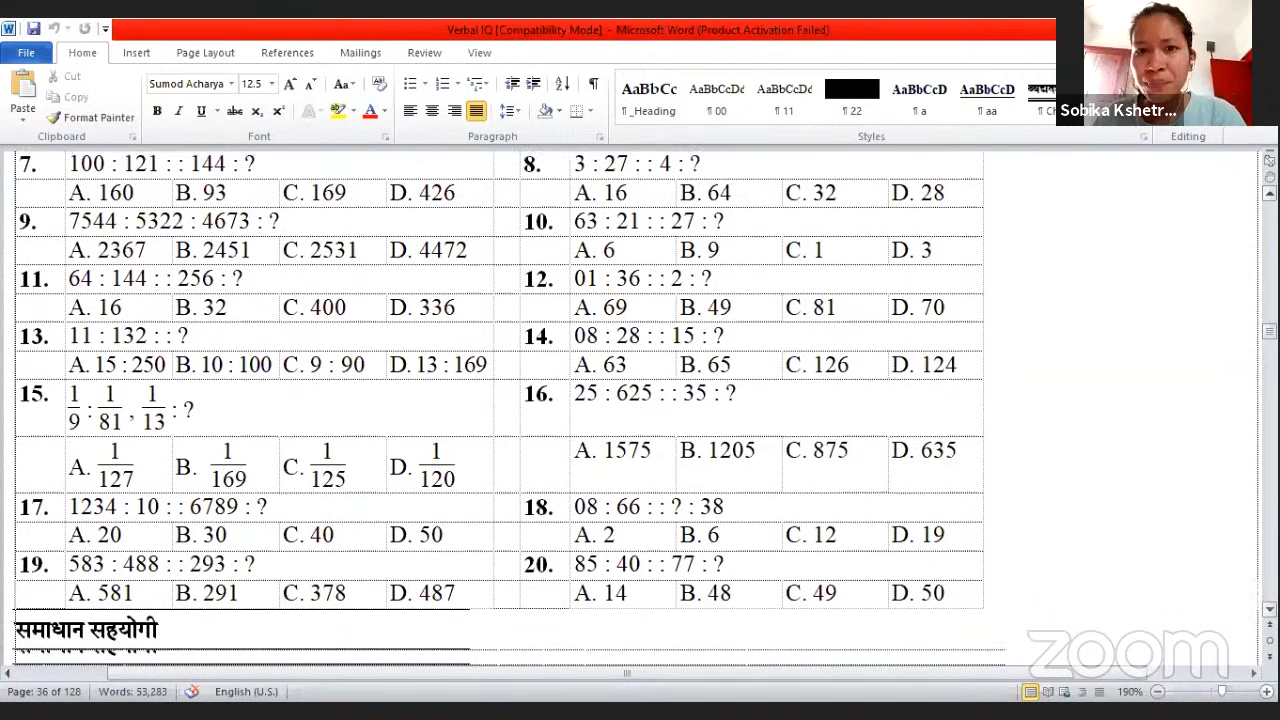 Verbal IQ [Compatibility Mode] - Microsoft Word (Product Activation Failed)
File Home Insert Page Layout References Mailings Review View
Sobika Kshetr...
Paste Cut Copy Format Painter
Sumod Acharya 12.5
AaBbCc AaBbCcDc AaBbCcDc AaBbCcD AaBbCcD
¶ _Heading ¶ 00 ¶ 11 ¶ 22 ¶ a ¶ aa
Clipboard Font Paragraph Styles Editing
7. 100 : 121 : : 144 : ? 8. 3 : 27 : : 4 : ?
A. 160 B. 93 C. 169 D. 426 A. 16 B. 64 C. 32 D. 28
9. 7544 : 5322 : 4673 : ? 10. 63 : 21 : : 27 : ?
A. 2367 B. 2451 C. 2531 D. 4472 A. 6 B. 9 C. 1 D. 3
11. 64 : 144 : : 256 : ? 12. 01 : 36 : : 2 : ?
A. 16 B. 32 C. 400 D. 336 A. 69 B. 49 C. 81 D. 70
13. 11 : 132 : : ? 14. 08 : 28 : : 15 : ?
A. 15 : 250 B. 10 : 100 C. 9 : 90 D. 13 : 169 A. 63 B. 65 C. 126 D. 124
15. 1/9 : 1/81 , 1/13 : ? 16. 25 : 625 : : 35 : ?
A. 1/127 B. 1/169 C. 1/125 D. 1/120 A. 1575 B. 1205 C. 875 D. 635
17. 1234 : 10 : : 6789 : ? 18. 08 : 66 : : ? : 38
A. 20 B. 30 C. 40 D. 50 A. 2 B. 6 C. 12 D. 19
19. 583 : 488 : : 293 : ? 20. 85 : 40 : : 77 : ?
A. 581 B. 291 C. 378 D. 487 A. 14 B. 48 C. 49 D. 50
समाधान सहयोगी
zoom
Page: 36 of 128 Words: 53,283 English (U.S.) 190%